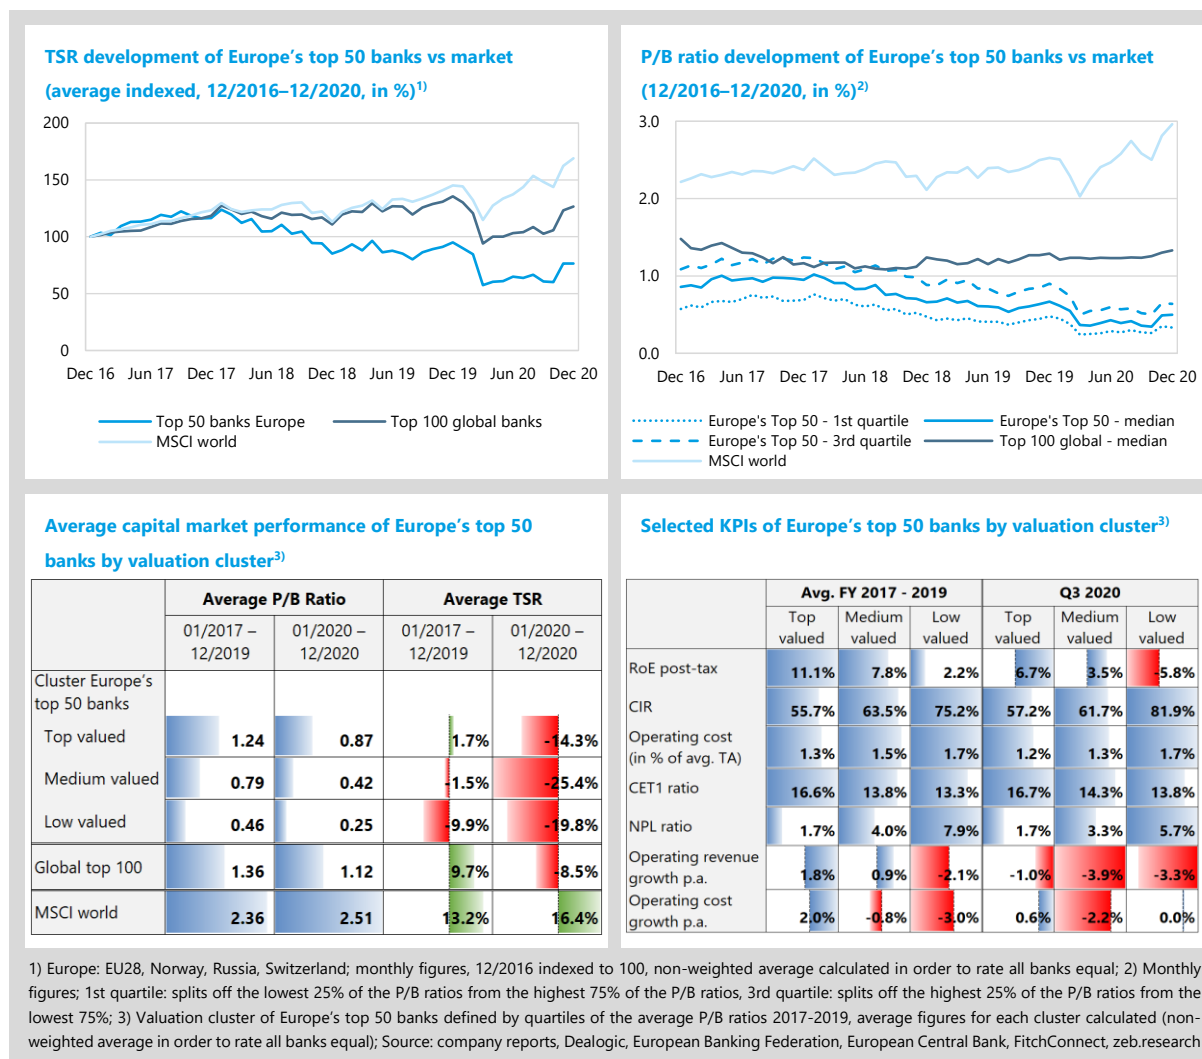 TSR development of Europe's top 50 banks vs market
(average indexed, 12/2016–12/2020, in %)1)
200
150
100
50
0
Dec 16 Jun 17 Dec 17 Jun 18 Dec 18 Jun 19 Dec 19 Jun 20 Dec 20
Top 50 banks Europe Top 100 global banks
MSCI world
P/B ratio development of Europe's top 50 banks vs market
(12/2016–12/2020, in %)2)
3.0
2.0
1.0
0.0
Dec 16 Jun 17 Dec 17 Jun 18 Dec 18 Jun 19 Dec 19 Jun 20 Dec 20
Europe's Top 50 - 1st quartile Europe's Top 50 - median
Europe's Top 50 - 3rd quartile Top 100 global - median
MSCI world
Average capital market performance of Europe's top 50
banks by valuation cluster3)
Average P/B Ratio Average TSR
01/2017 – 01/2020 – 01/2017 – 01/2020 –
12/2019 12/2020 12/2019 12/2020
Cluster Europe's
top 50 banks
Top valued 1.24 0.87 1.7% -14.3%
Medium valued 0.79 0.42 -1.5% -25.4%
Low valued 0.46 0.25 -9.9% -19.8%
Global top 100 1.36 1.12 9.7% -8.5%
MSCI world 2.36 2.51 13.2% 16.4%
Selected KPIs of Europe's top 50 banks by valuation cluster3)
Avg. FY 2017 - 2019 Q3 2020
Top Medium Low Top Medium Low
valued valued valued valued valued valued
RoE post-tax 11.1% 7.8% 2.2% 6.7% 3.5% -5.8%
CIR 55.7% 63.5% 75.2% 57.2% 61.7% 81.9%
Operating cost
(in % of avg. TA) 1.3% 1.5% 1.7% 1.2% 1.3% 1.7%
CET1 ratio 16.6% 13.8% 13.3% 16.7% 14.3% 13.8%
NPL ratio 1.7% 4.0% 7.9% 1.7% 3.3% 5.7%
Operating revenue
growth p.a. 1.8% 0.9% -2.1% -1.0% -3.9% -3.3%
Operating cost
growth p.a. 2.0% -0.8% -3.0% 0.6% -2.2% 0.0%
1) Europe: EU28, Norway, Russia, Switzerland; monthly figures, 12/2016 indexed to 100, non-weighted average calculated in order to rate all banks equal; 2) Monthly
figures; 1st quartile: splits off the lowest 25% of the P/B ratios from the highest 75% of the P/B ratios, 3rd quartile: splits off the highest 25% of the P/B ratios from the
lowest 75%; 3) Valuation cluster of Europe's top 50 banks defined by quartiles of the average P/B ratios 2017-2019, average figures for each cluster calculated (non-
weighted average in order to rate all banks equal); Source: company reports, Dealogic, European Banking Federation, European Central Bank, FitchConnect, zeb.research